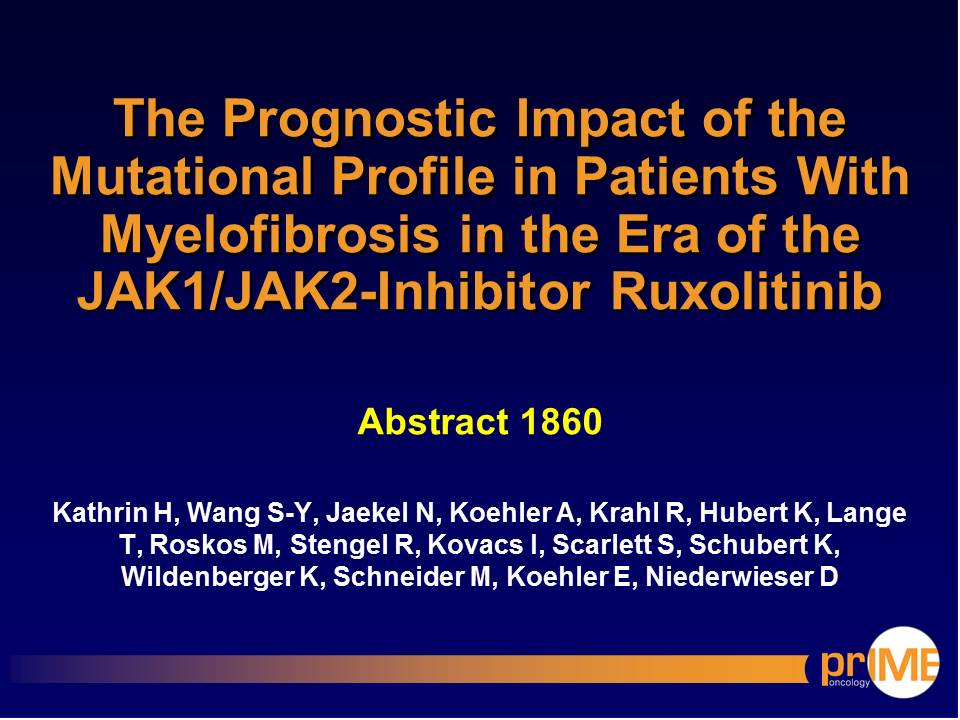 The Prognostic Impact of the
Mutational Profile in Patients With
Myelofibrosis in the Era of the
JAK1/JAK2-Inhibitor Ruxolitinib
Abstract 1860
Kathrin H, Wang S-Y, Jaekel N, Koehler A, Krahl R, Hubert K, Lange
T, Roskos M, Stengel R, Kovacs I, Scarlett S, Schubert K,
Wildenberger K, Schneider M, Koehler E, Niederwieser D
prIME
oncology